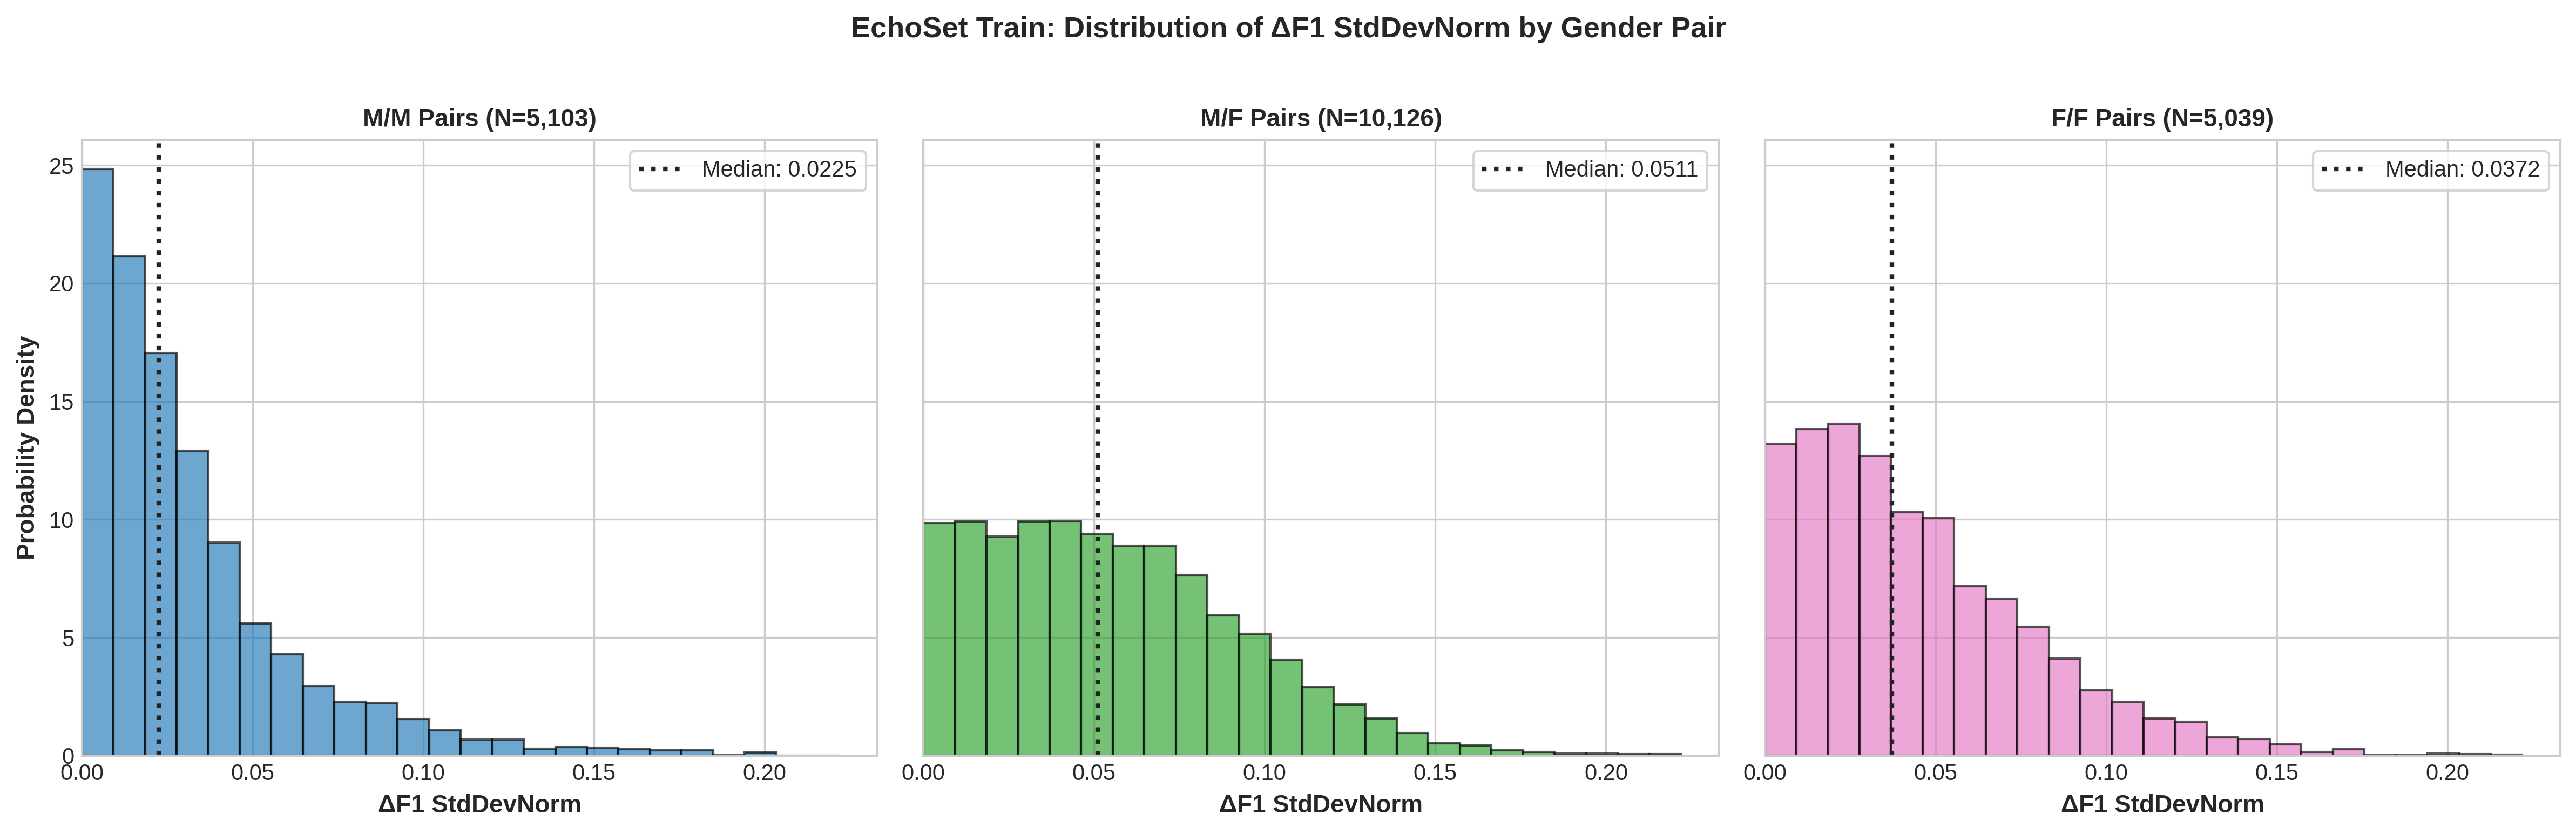 EchoSet Train: Distribution of ΔF1 StdDevNorm by Gender Pair
M/M Pairs (N=5,103)
Median: 0.0225
Probability Density
25
20
15
10
5
0
0.00 0.05 0.10 0.15 0.20
ΔF1 StdDevNorm
M/F Pairs (N=10,126)
Median: 0.0511
0.00 0.05 0.10 0.15 0.20
ΔF1 StdDevNorm
F/F Pairs (N=5,039)
Median: 0.0372
0.00 0.05 0.10 0.15 0.20
ΔF1 StdDevNorm